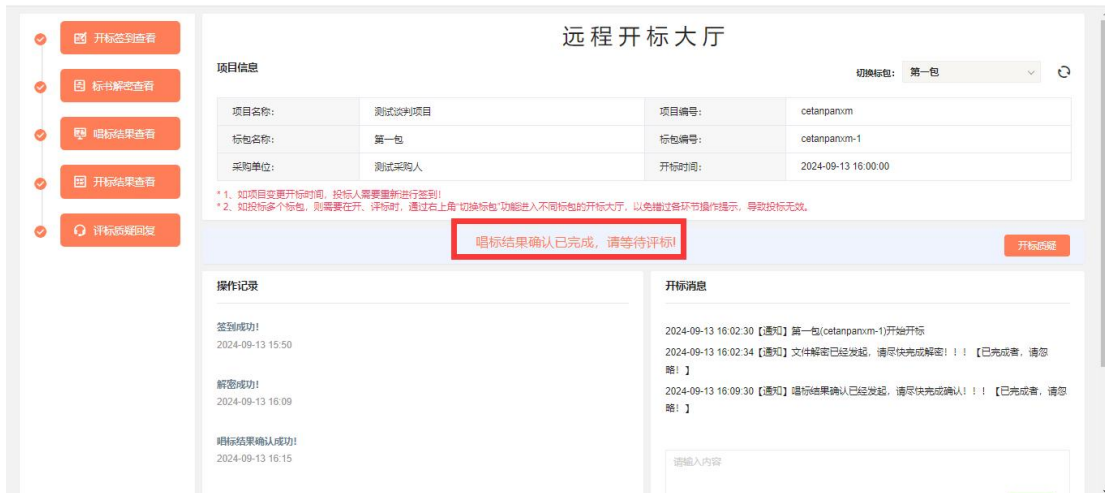 远程开标大厅
开标签到查看
标书解密查看
唱标结果查看
开标结果查看
评标质疑回复
项目信息
切换标包： 第一包
项目名称： 测试谈判项目 项目编号： cetanpanxm
标包名称： 第一包 标包编号： cetanpanxm-1
采购单位： 测试采购人 开标时间： 2024-09-13 16:00:00
* 1、如项目变更开标时间，投标人需要重新进行签到！
* 2、如投标多个标包，则需要在开、评标时，通过右上角“切换标包”功能进入不同标包的开标大厅，以免错过各环节操作提示，导致投标无效。
唱标结果确认已完成，请等待评标!
开标质疑
操作记录
签到成功!
2024-09-13 15:50
解密成功!
2024-09-13 16:09
唱标结果确认成功!
2024-09-13 16:15
开标消息
2024-09-13 16:02:30【通知】第一包(cetanpanxm-1)开始开标
2024-09-13 16:02:34【通知】文件解密已经发起，请尽快完成解密！！！【已完成者，请忽
略！】
2024-09-13 16:09:30【通知】唱标结果确认已经发起，请尽快完成确认！！！【已完成者，请忽
略！】
请输入内容